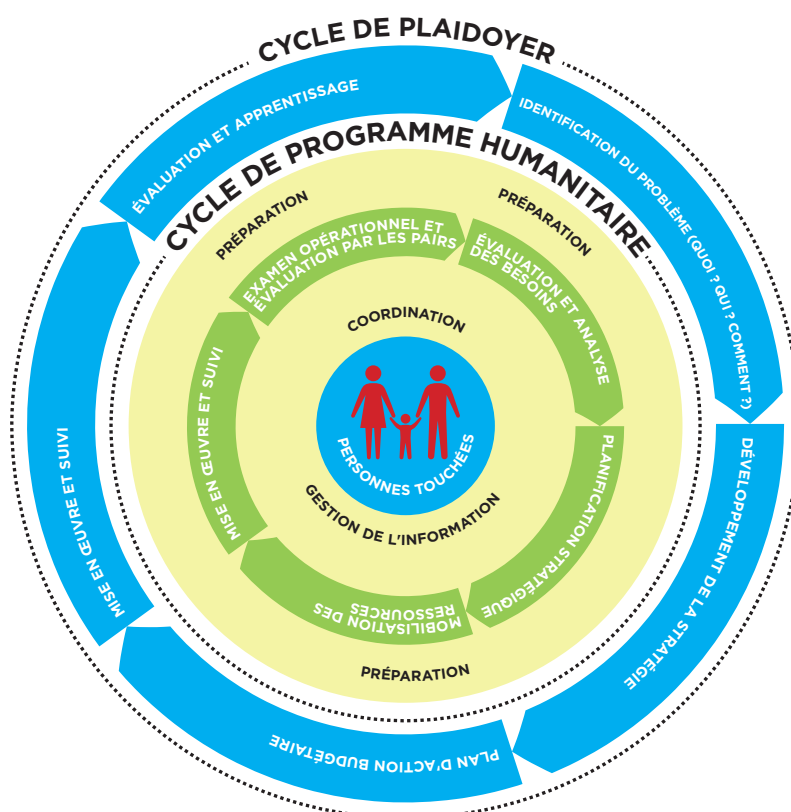 CYCLE DE PLAIDOYER
IDENTIFICATION DU PROBLÈME (QUOI ? QUI ? COMMENT ?)
DÉVELOPPEMENT DE LA STRATÉGIE
PLAN D'ACTION BUDGÉTAIRE
MISE EN ŒUVRE ET SUIVI
ÉVALUATION ET APPRENTISSAGE
CYCLE DE PROGRAMME HUMANITAIRE
PRÉPARATION
PRÉPARATION
ÉVALUATION ET ANALYSE
DES BESOINS
PLANIFICATION STRATÉGIQUE
MOBILISATION DES
RESSOURCES
MISE EN ŒUVRE ET SUIVI
EXAMEN OPÉRATIONNEL ET
ÉVALUATION PAR LES PAIRS
COORDINATION
PERSONNES TOUCHÉES
GESTION DE L'INFORMATION
PRÉPARATION